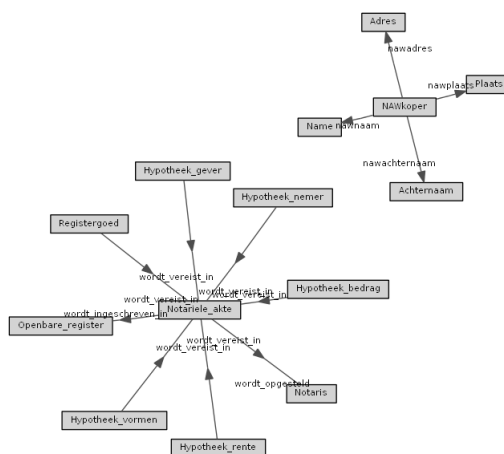 Adres
nawadres
nawplaats
Plaats
NAWkoper
Name
nawnaam
nawachternaam
Achternaam
Hypotheek_gever
Hypotheek_nemer
Registergoed
wordt_vereist_in
Hypotheek_bedrag
wordt_vereist_in
wordt_vereist_in
wordt_vereist_in
Notariele_akte
wordt_ingeschreven_in
Openbare_register
wordt_vereist_in
wordt_vereist_in
wordt_opgesteld
Notaris
Hypotheek_vormen
Hypotheek_rente